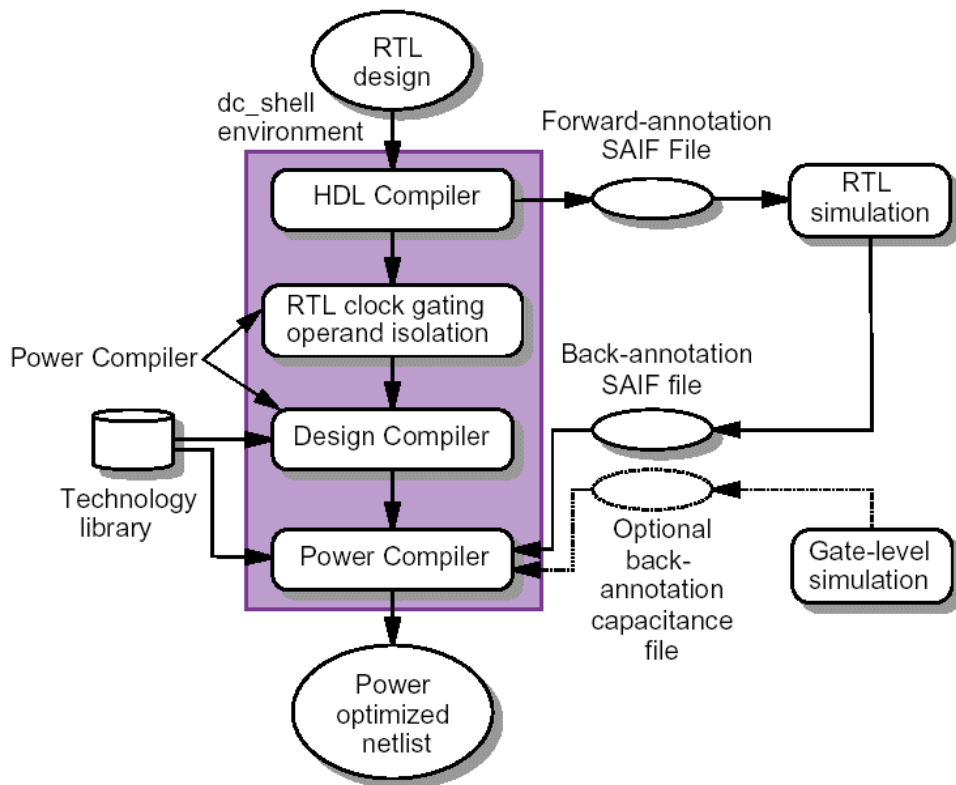 RTL
design
dc_shell
environment
Forward-annotation
SAIF File
HDL Compiler
RTL
simulation
RTL clock gating
operand isolation
Power Compiler
Back-annotation
SAIF file
Design Compiler
Technology
library
Power Compiler
Optional
back-
annotation
capacitance
file
Gate-level
simulation
Power
optimized
netlist